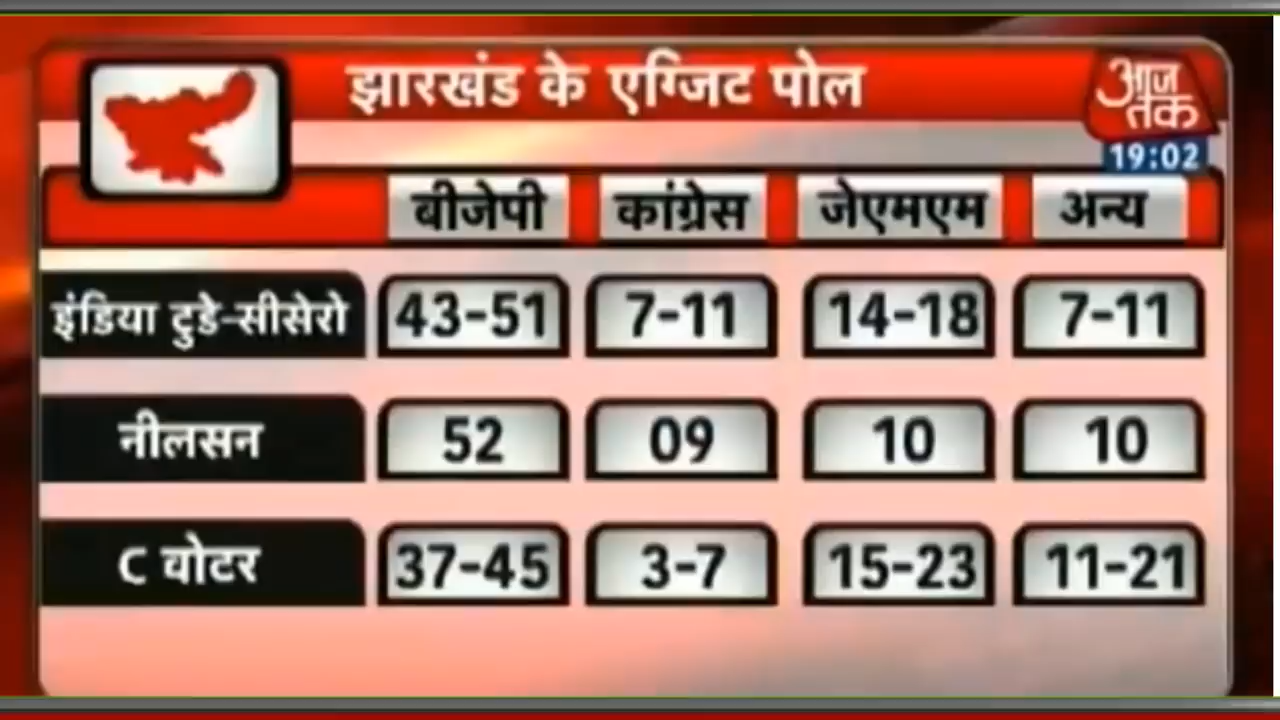 झारखंड के एग्जिट पोल
आज
तक
19:02
बीजेपी कांग्रेस जेएमएम अन्य
इंडिया टुडे-सीसेरो 43-51 7-11 14-18 7-11
नीलसन 52 09 10 10
C वोटर 37-45 3-7 15-23 11-21